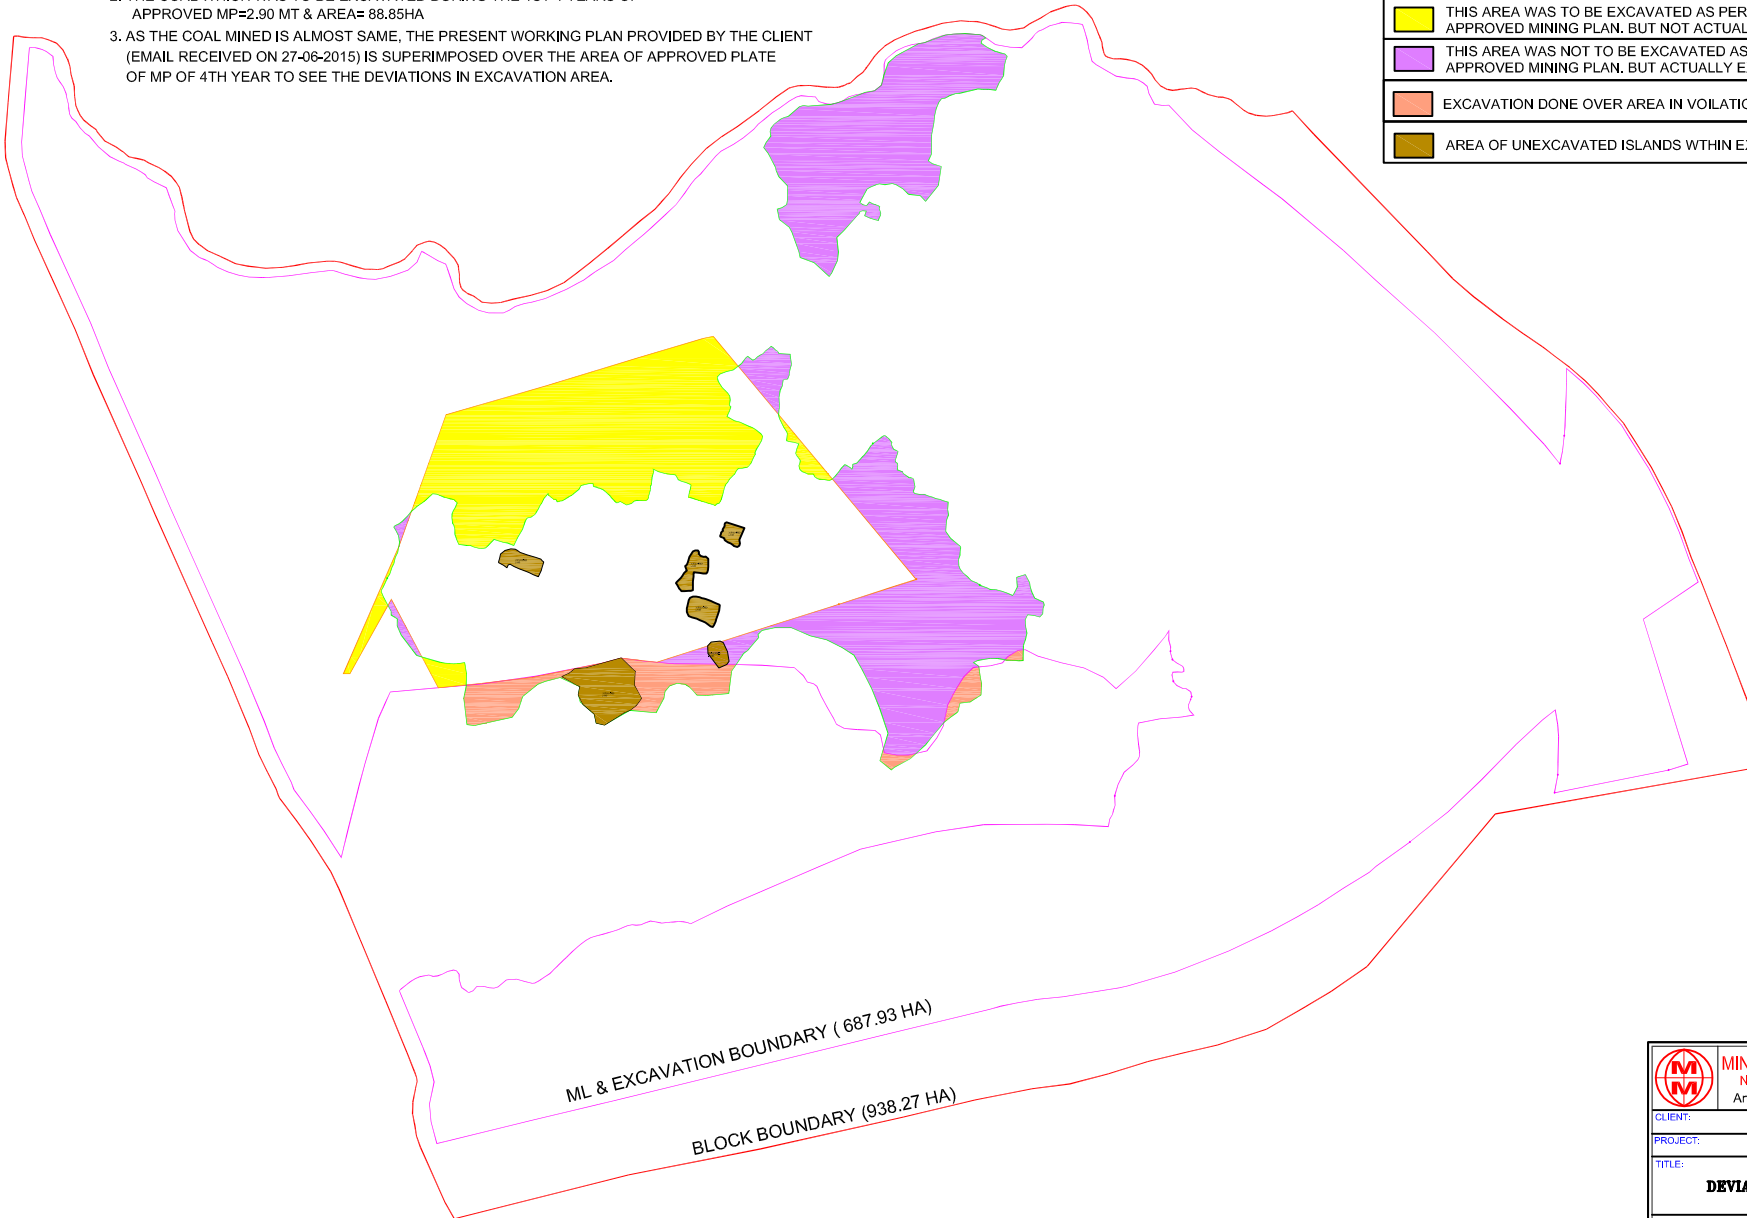 APPROVED MP=2.90 MT & AREA= 88.85HA
3. AS THE COAL MINED IS ALMOST SAME, THE PRESENT WORKING PLAN PROVIDED BY THE CLIENT
(EMAIL RECEIVED ON 27-06-2015) IS SUPERIMPOSED OVER THE AREA OF APPROVED PLATE
OF MP OF 4TH YEAR TO SEE THE DEVIATIONS IN EXCAVATION AREA.
THIS AREA WAS TO BE EXCAVATED AS PER
APPROVED MINING PLAN. BUT NOT ACTUAL
THIS AREA WAS NOT TO BE EXCAVATED AS
APPROVED MINING PLAN. BUT ACTUALLY E
EXCAVATION DONE OVER AREA IN VOILATIO
AREA OF UNEXCAVATED ISLANDS WTHIN E
ML & EXCAVATION BOUNDARY ( 687.93 HA)
BLOCK BOUNDARY (938.27 HA)
M
M
MIN
N
An
CLIENT:
PROJECT:
TITLE:
DEVIA